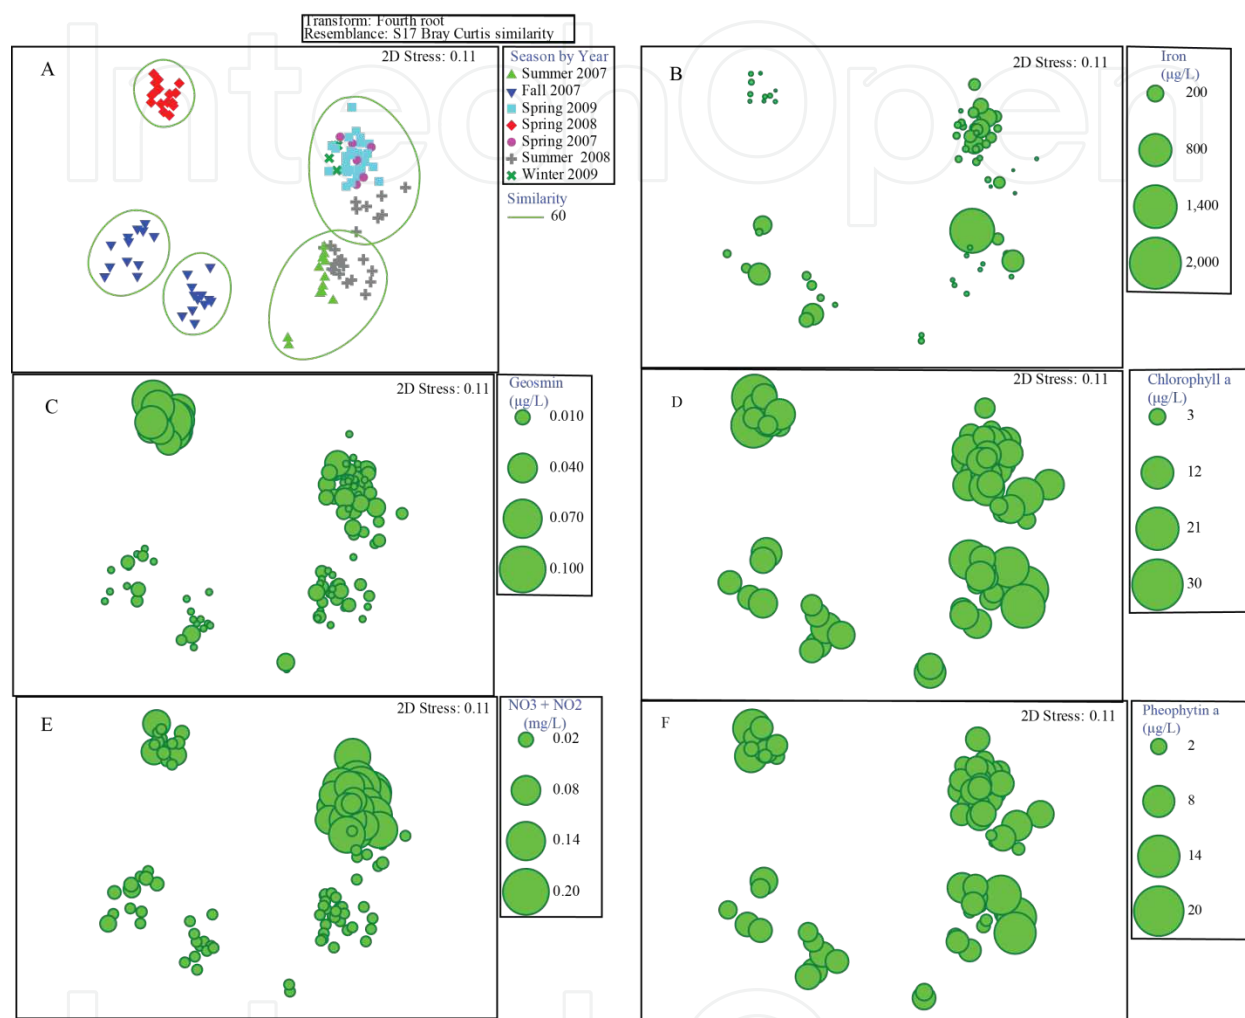 Transform: Fourth root
Resemblance: S17 Bray Curtis similarity
A
2D Stress: 0.11
Season by Year
Summer 2007
Fall 2007
Spring 2009
Spring 2008
Spring 2007
Summer 2008
Winter 2009
Similarity
60
B
2D Stress: 0.11
Iron
(µg/L)
200
800
1,400
2,000
C
2D Stress: 0.11
Geosmin
(µg/L)
0.010
0.040
0.070
0.100
D
2D Stress: 0.11
Chlorophyll a
(µg/L)
3
12
21
30
E
2D Stress: 0.11
NO3 + NO2
(mg/L)
0.02
0.08
0.14
0.20
F
2D Stress: 0.11
Pheophytin a
(µg/L)
2
8
14
20
IntechOpen